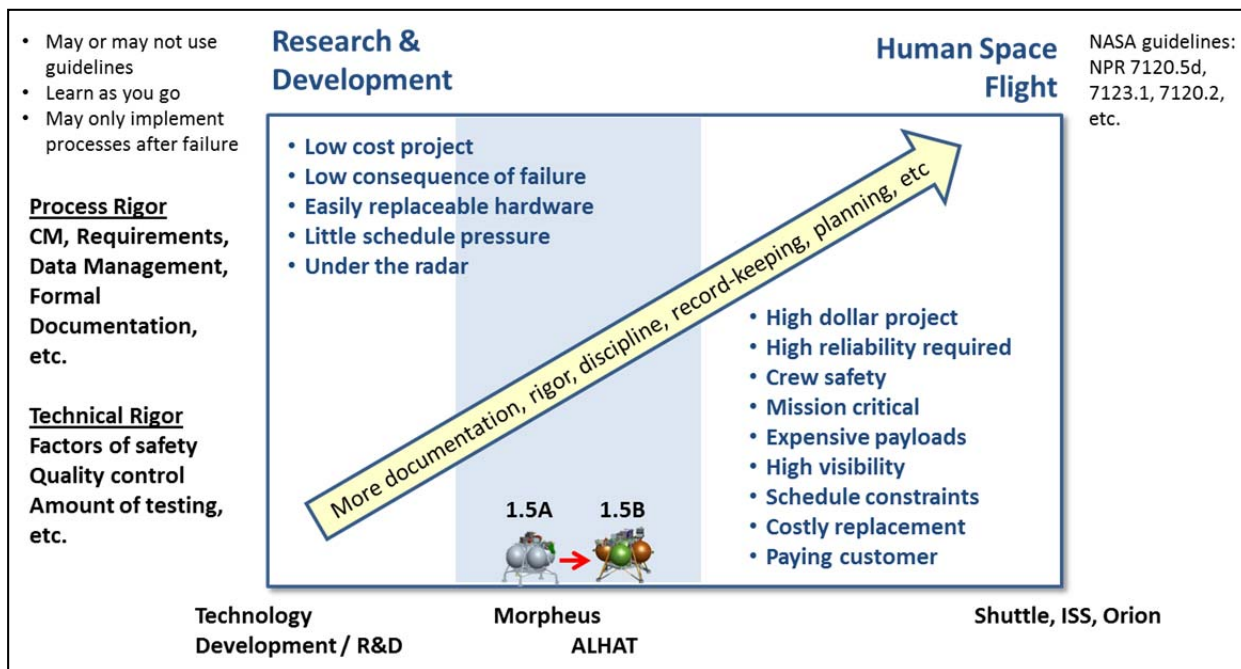 • May or may not use
guidelines
• Learn as you go
• May only implement
processes after failure
Research &
Development
Human Space
Flight
NASA guidelines:
NPR 7120.5d,
7123.1, 7120.2,
etc.
Process Rigor
CM, Requirements,
Data Management,
Formal
Documentation,
etc.
Technical Rigor
Factors of safety
Quality control
Amount of testing,
etc.
• Low cost project
• Low consequence of failure
• Easily replaceable hardware
• Little schedule pressure
• Under the radar
More documentation, rigor, discipline, record-keeping, planning, etc
• High dollar project
• High reliability required
• Crew safety
• Mission critical
• Expensive payloads
• High visibility
• Schedule constraints
• Costly replacement
• Paying customer
1.5A
1.5B
Technology
Development / R&D
Morpheus
ALHAT
Shuttle, ISS, Orion